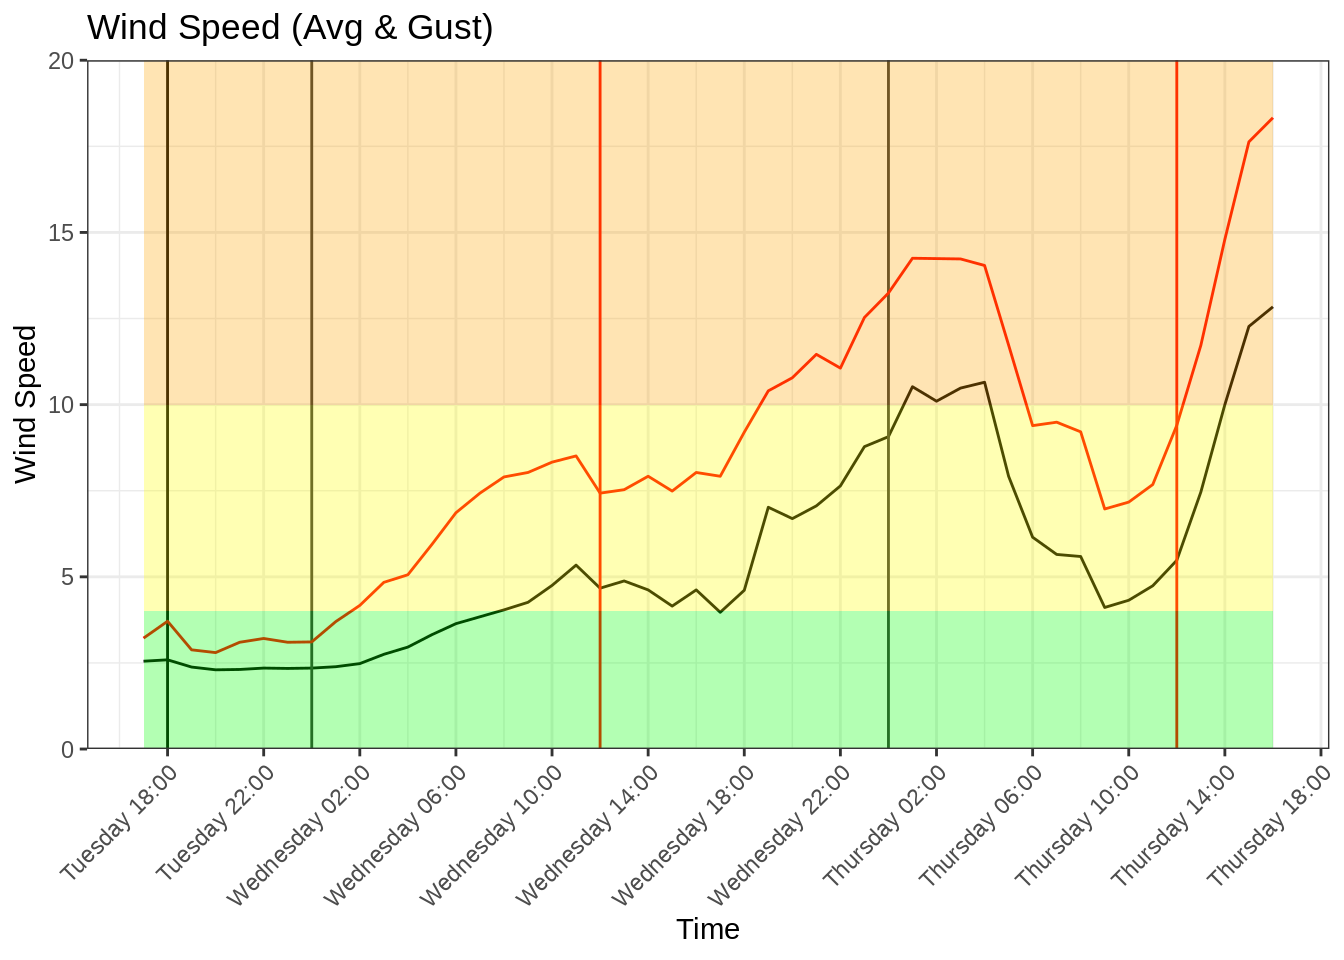 Wind Speed (Avg & Gust)
Wind Speed
20
15
10
5
0
Tuesday 18:00
Tuesday 22:00
Wednesday 02:00
Wednesday 06:00
Wednesday 10:00
Wednesday 14:00
Wednesday 18:00
Wednesday 22:00
Thursday 02:00
Thursday 06:00
Thursday 10:00
Thursday 14:00
Thursday 18:00
Time